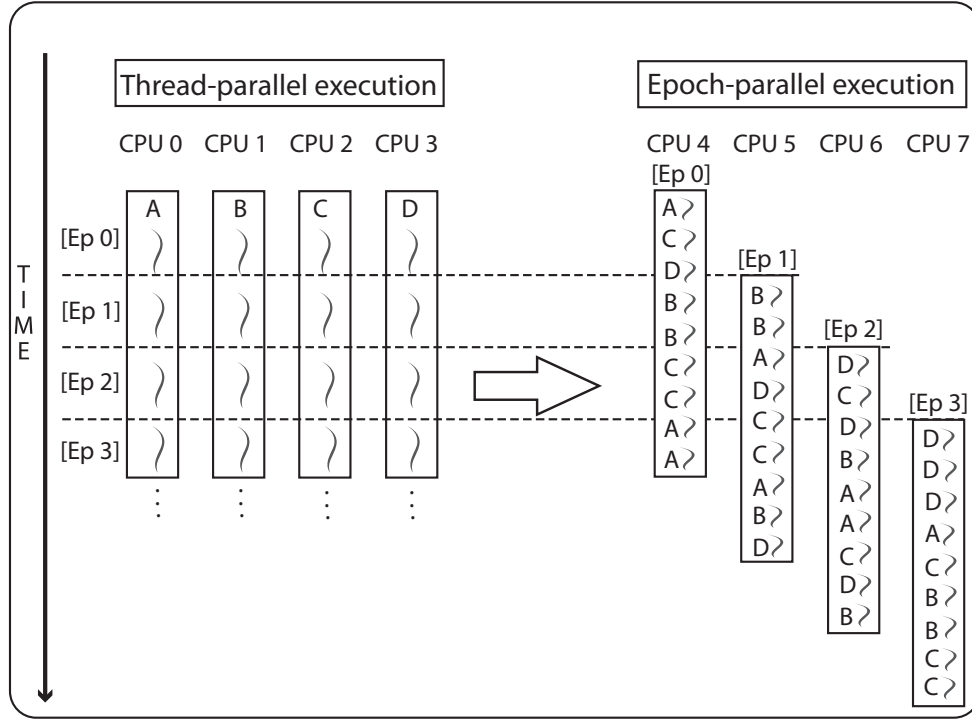 Thread-parallel execution
Epoch-parallel execution
CPU 0 CPU 1 CPU 2 CPU 3
CPU 4 CPU 5 CPU 6 CPU 7
TIME
A B C D
[Ep 0]
[Ep 1]
[Ep 2]
[Ep 3]
[Ep 0]
A
C
D
B
B
C
C
A
A
[Ep 1]
B
B
A
D
C
C
A
B
D
[Ep 2]
D
C
D
B
A
A
C
D
B
[Ep 3]
D
D
D
A
C
B
B
C
C